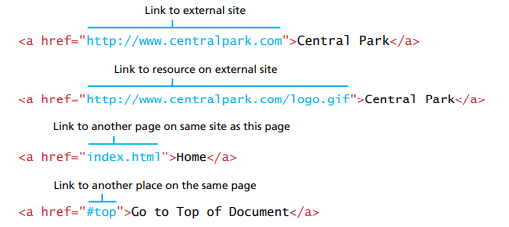 Link to external site
<a href="http://www.centralpark.com">Central Park</a>
Link to resource on external site
<a href="http://www.centralpark.com/logo.gif">Central Park</a>
Link to another page on same site as this page
<a href="index.html">Home</a>
Link to another place on the same page
<a href="#top">Go to Top of Document</a>